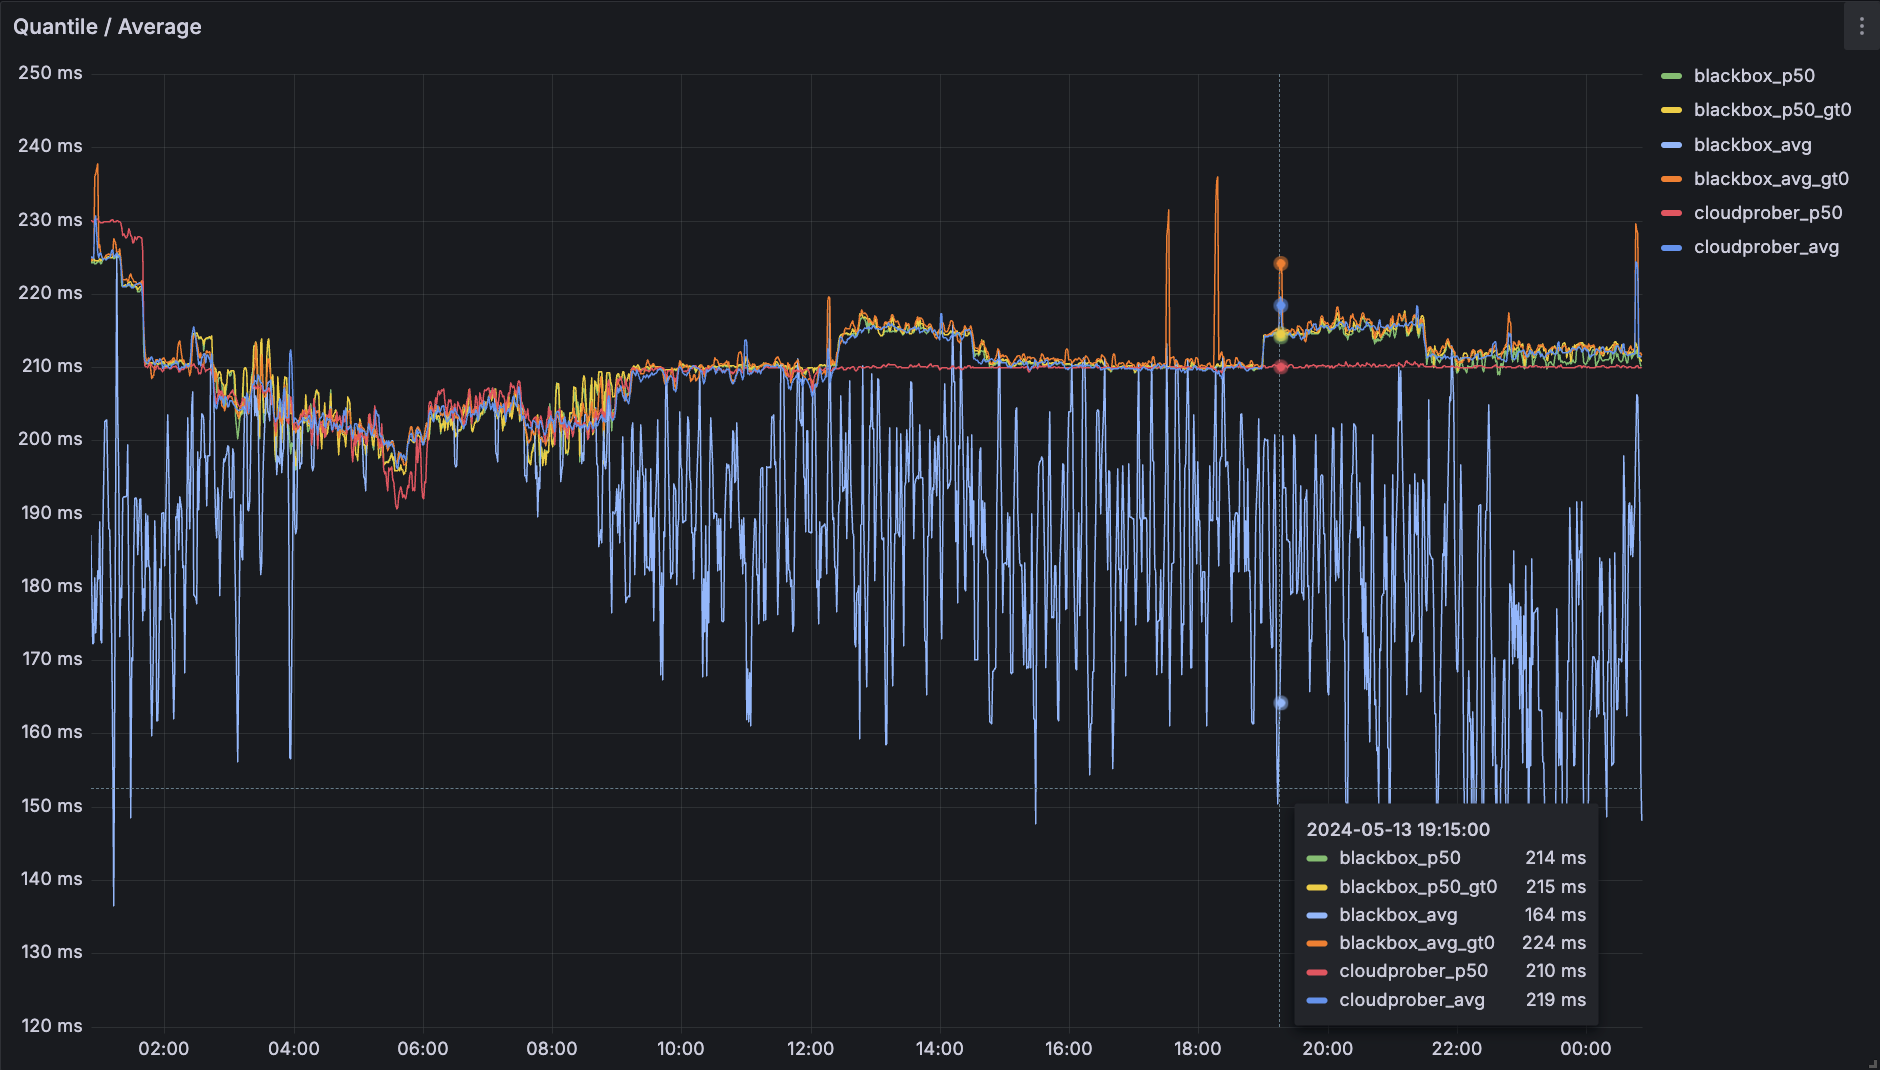 Quantile / Average
250 ms
240 ms
230 ms
220 ms
210 ms
200 ms
190 ms
180 ms
170 ms
160 ms
150 ms
140 ms
130 ms
120 ms
02:00 04:00 06:00 08:00 10:00 12:00 14:00 16:00 18:00 20:00 22:00 00:00
blackbox_p50
blackbox_p50_gt0
blackbox_avg
blackbox_avg_gt0
cloudprober_p50
cloudprober_avg
2024-05-13 19:15:00
blackbox_p50 214 ms
blackbox_p50_gt0 215 ms
blackbox_avg 164 ms
blackbox_avg_gt0 224 ms
cloudprober_p50 210 ms
cloudprober_avg 219 ms